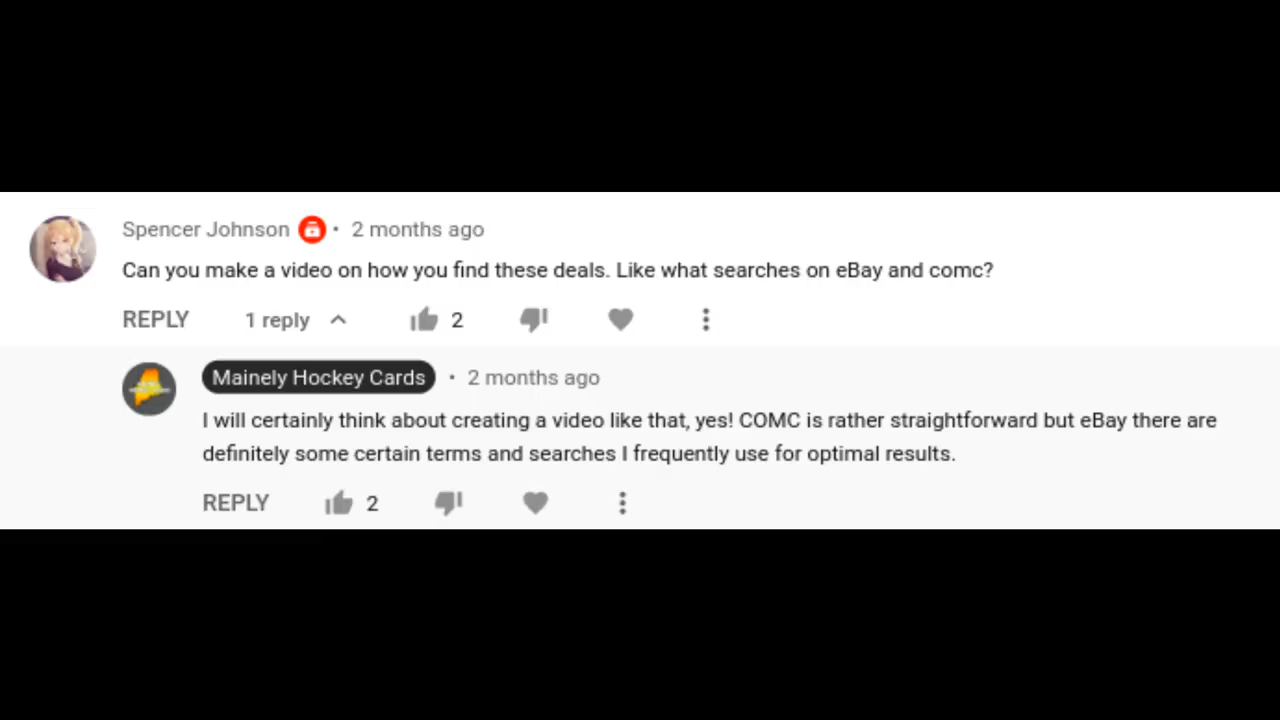 Spencer Johnson • 2 months ago
Can you make a video on how you find these deals. Like what searches on eBay and comc?
REPLY 1 reply 2
Mainely Hockey Cards • 2 months ago
I will certainly think about creating a video like that, yes! COMC is rather straightforward but eBay there are
definitely some certain terms and searches I frequently use for optimal results.
REPLY 2